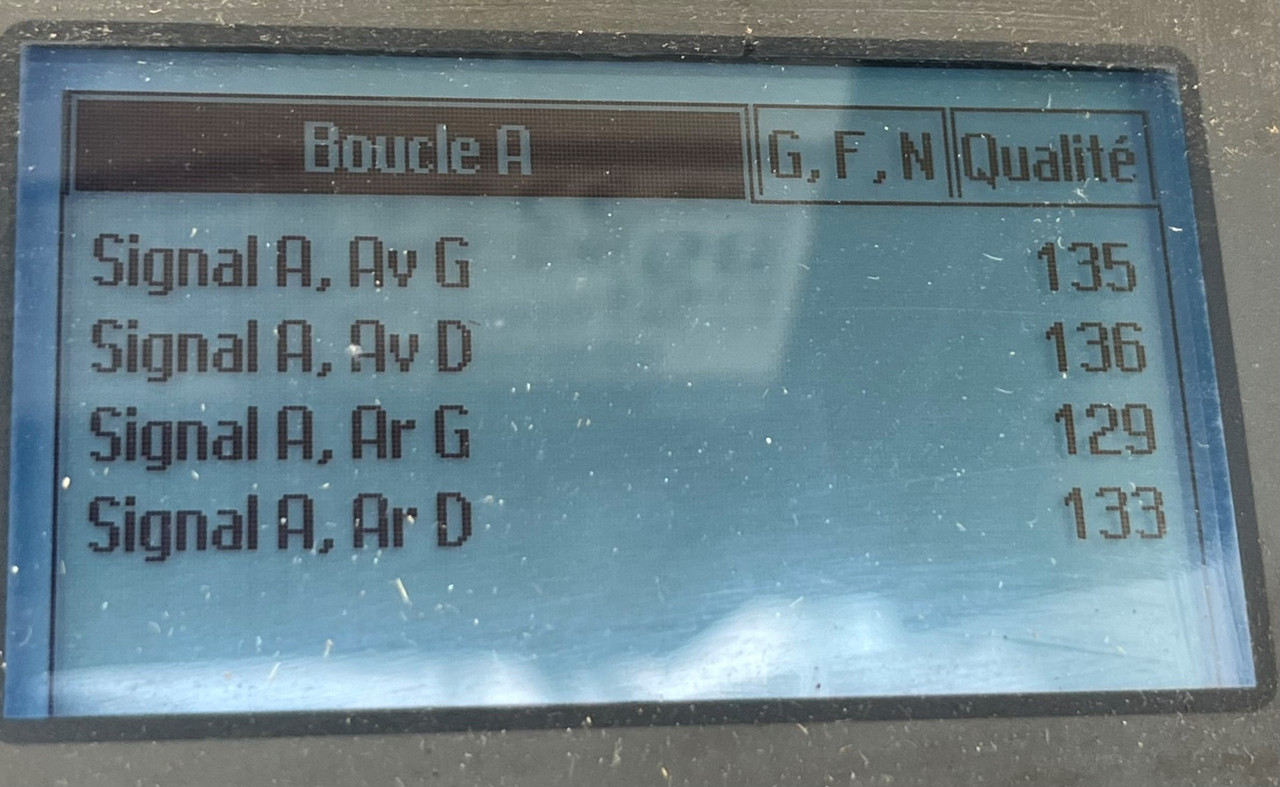 Boucle A G,F,N Qualité
Signal A, Av G 135
Signal A, Av D 136
Signal A, Ar G 129
Signal A, Ar D 133